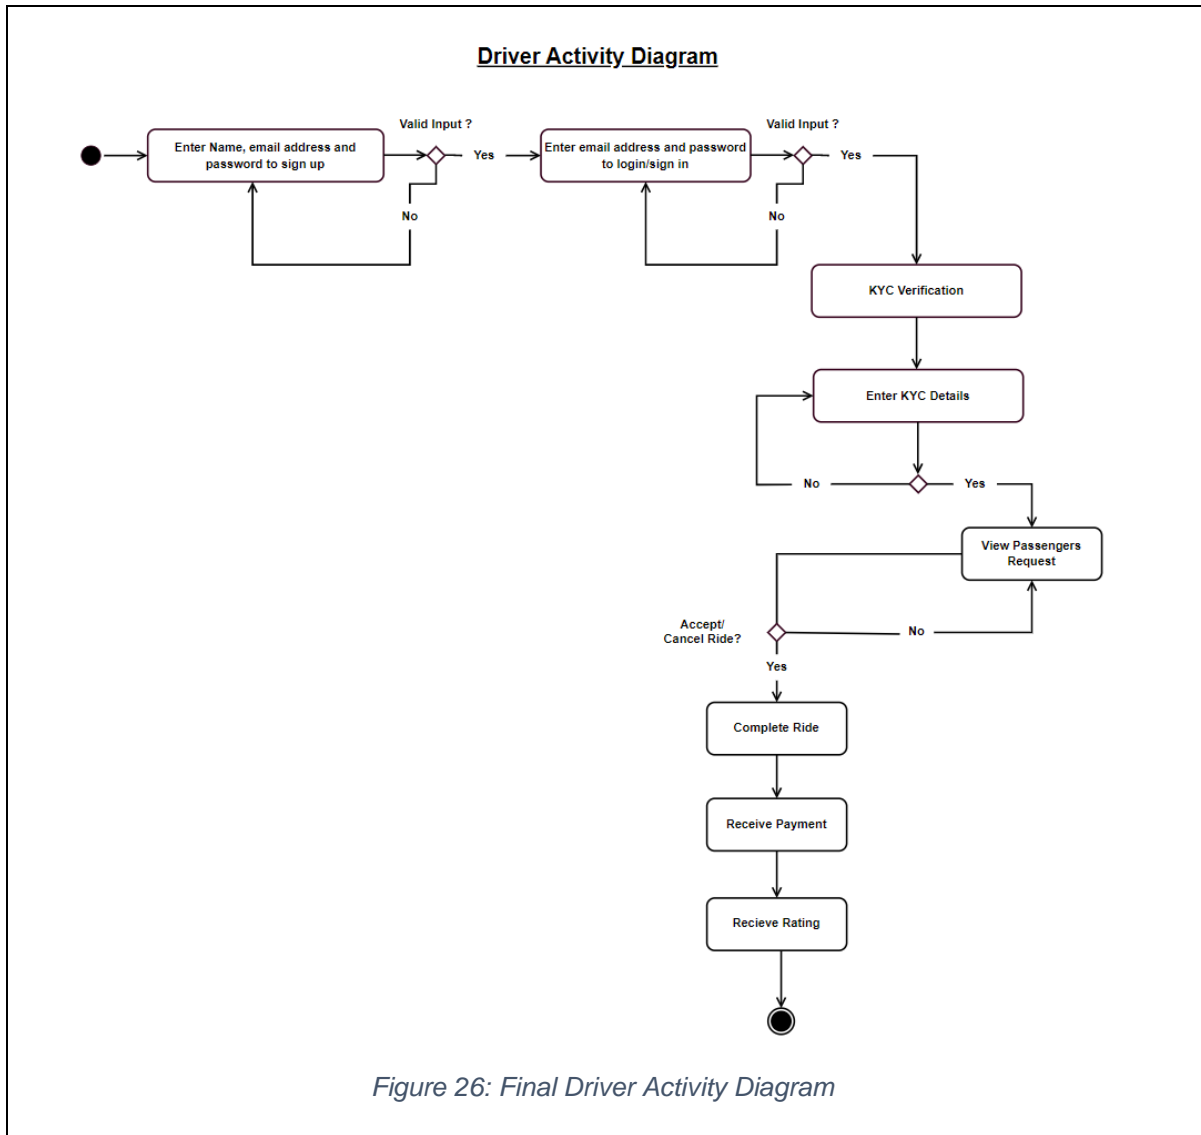 Driver Activity Diagram
Valid Input ?
Valid Input ?
Enter Name, email address and
password to sign up
Yes
Enter email address and password
to login/sign in
Yes
No
No
KYC Verification
Enter KYC Details
No
Yes
View Passengers
Request
Accept/
Cancel Ride?
No
Yes
Complete Ride
Receive Payment
Recieve Rating
Figure 26: Final Driver Activity Diagram